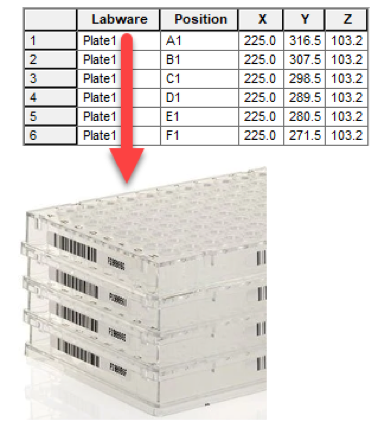 Labware Position X Y Z
1 Plate1 A1 225.0 316.5 103.2
2 Plate1 B1 225.0 307.5 103.2
3 Plate1 C1 225.0 298.5 103.2
4 Plate1 D1 225.0 289.5 103.2
5 Plate1 E1 225.0 280.5 103.2
6 Plate1 F1 225.0 271.5 103.2